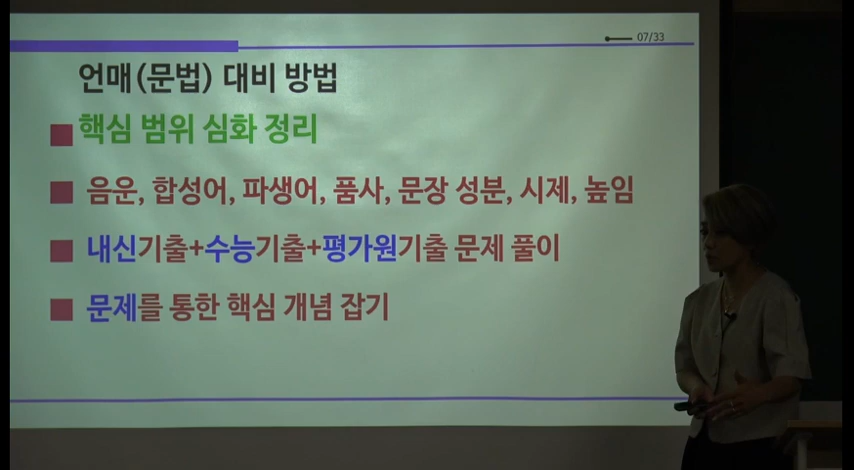 07/33
언매(문법) 대비 방법
핵심 범위 심화 정리
음운, 합성어, 파생어, 품사, 문장 성분, 시제, 높임
내신기출+수능기출+평가원기출 문제 풀이
문제를 통한 핵심 개념 잡기